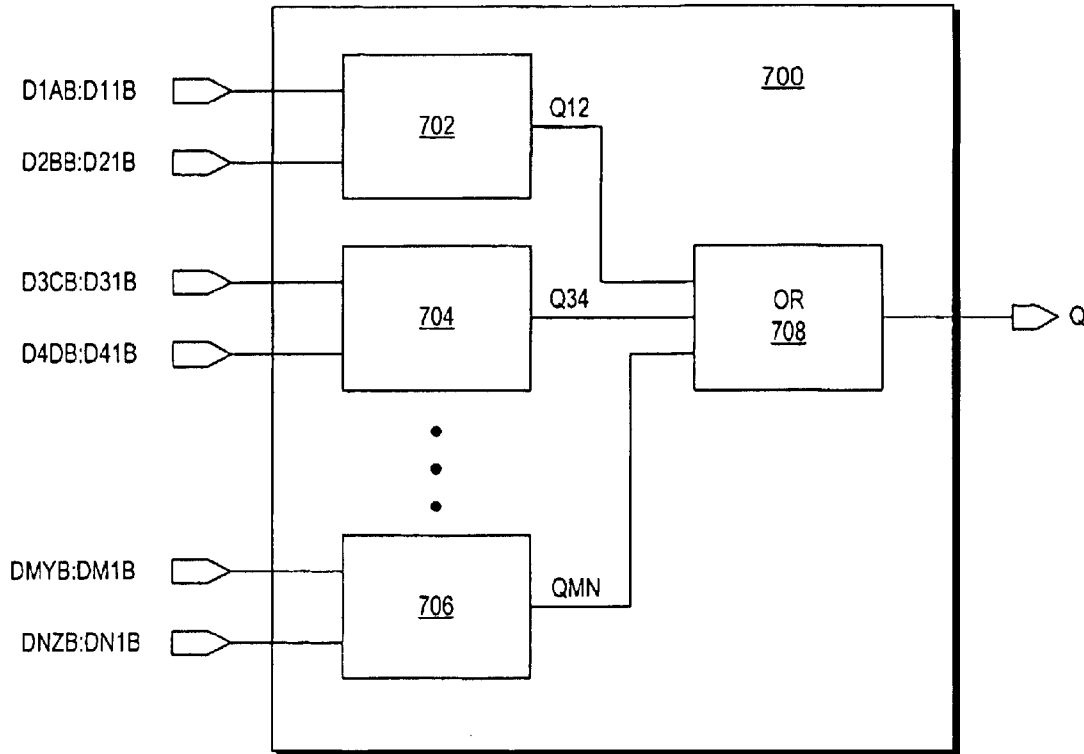 700
D1AB:D11B
702
Q12
D2BB:D21B
D3CB:D31B
704
Q34
D4DB:D41B
OR
708
Q
DMYB:DM1B
706
QMN
DNZB:DN1B